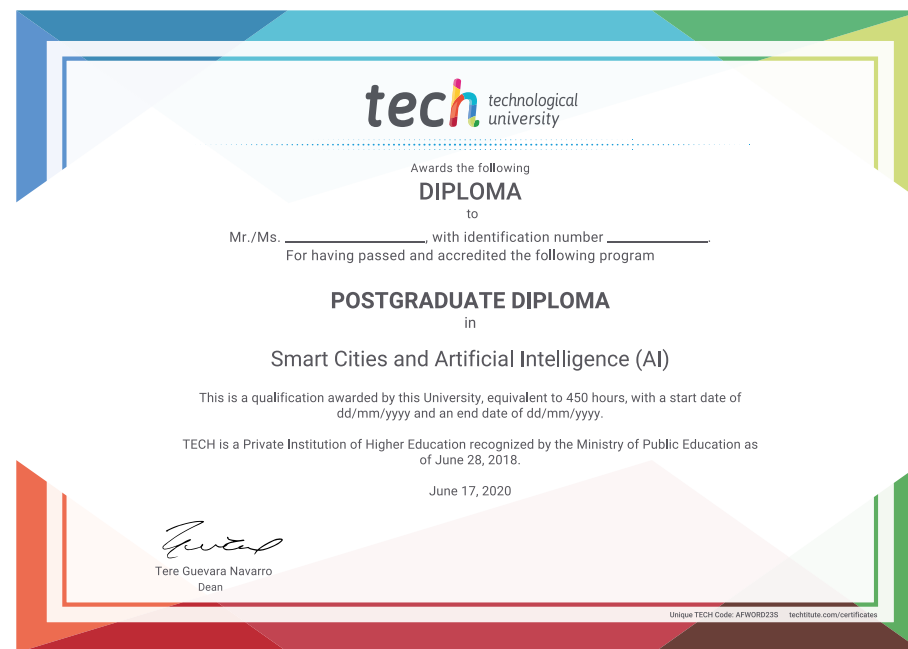 tech technological university
Awards the following
DIPLOMA
to
Mr./Ms. ____________________, with identification number ______________.
For having passed and accredited the following program
POSTGRADUATE DIPLOMA
in
Smart Cities and Artificial Intelligence (AI)
This is a qualification awarded by this University, equivalent to 450 hours, with a start date of
dd/mm/yyyy and an end date of dd/mm/yyyy.
TECH is a Private Institution of Higher Education recognized by the Ministry of Public Education as
of June 28, 2018.
June 17, 2020
Tere Guevara Navarro
Dean
Unique TECH Code: AFWORD23S techtitute.com/certificates